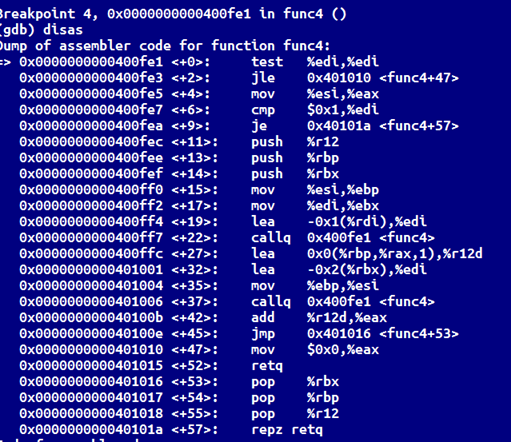 Breakpoint 4, 0x0000000000400fe1 in func4 ()
(gdb) disas
Dump of assembler code for function func4:
=> 0x0000000000400fe1 <+0>: test %edi,%edi
0x0000000000400fe3 <+2>: jle 0x401010 <func4+47>
0x0000000000400fe5 <+4>: mov %esi,%eax
0x0000000000400fe7 <+6>: cmp $0x1,%edi
0x0000000000400fea <+9>: je 0x40101a <func4+57>
0x0000000000400fec <+11>: push %r12
0x0000000000400fee <+13>: push %rbp
0x0000000000400fef <+14>: push %rbx
0x0000000000400ff0 <+15>: mov %esi,%ebp
0x0000000000400ff2 <+17>: mov %edi,%ebx
0x0000000000400ff4 <+19>: lea -0x1(%rdi),%edi
0x0000000000400ff7 <+22>: callq 0x400fe1 <func4>
0x0000000000400ffc <+27>: lea 0x0(%rbp,%rax,1),%r12d
0x0000000000401001 <+32>: lea -0x2(%rbx),%edi
0x0000000000401004 <+35>: mov %ebp,%esi
0x0000000000401006 <+37>: callq 0x400fe1 <func4>
0x000000000040100b <+42>: add %r12d,%eax
0x000000000040100e <+45>: jmp 0x401016 <func4+53>
0x0000000000401010 <+47>: mov $0x0,%eax
0x0000000000401015 <+52>: retq
0x0000000000401016 <+53>: pop %rbx
0x0000000000401017 <+54>: pop %rbp
0x0000000000401018 <+55>: pop %r12
0x000000000040101a <+57>: repz retq